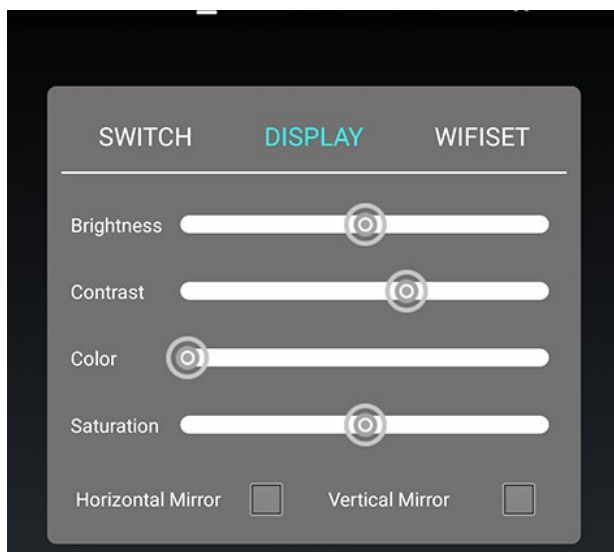 SWITCH DISPLAY WIFISET
Brightness
Contrast
Color
Saturation
Horizontal Mirror Vertical Mirror